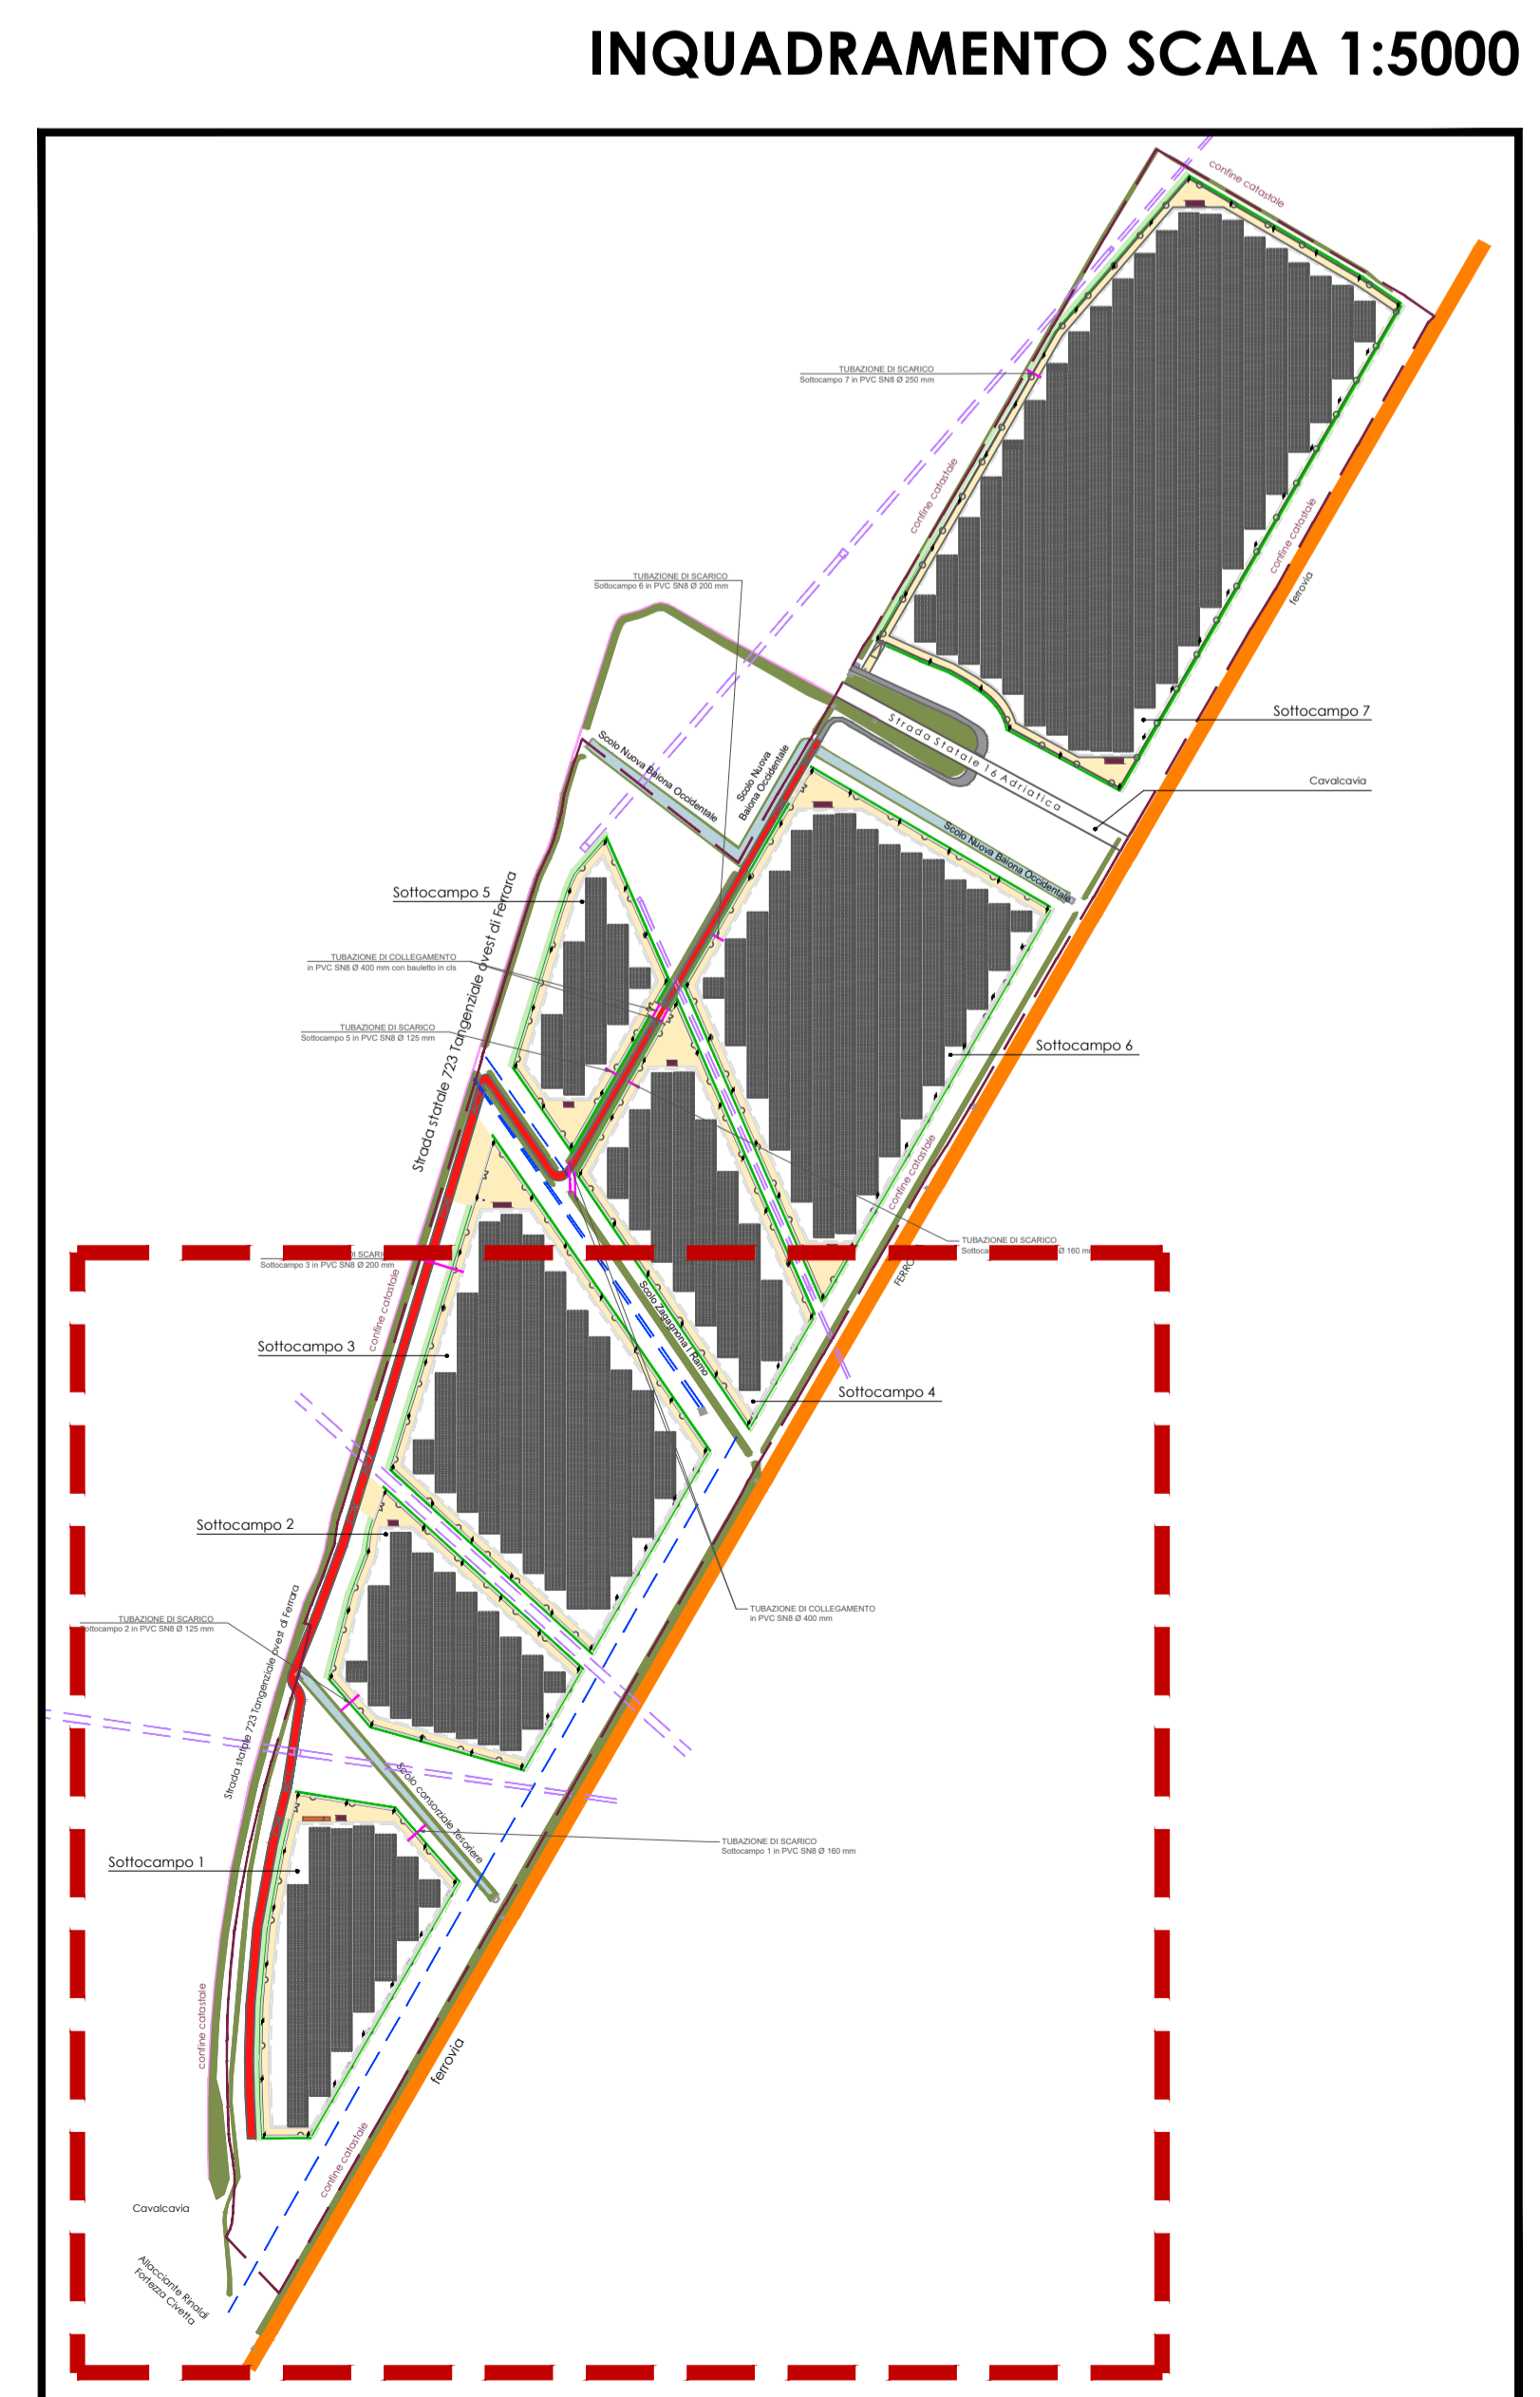 INQUADRAMENTO SCALA 1:5000
confine catastale
TUBAZIONE DI SCARICO
Sottocampo 7 in PVC SN8 Ø 250 mm
confine catastale
confine catastale
ferrovia
TUBAZIONE DI SCARICO
Sottocampo 6 in PVC SN8 Ø 200 mm
Sottocampo 7
Strada Statale 16 Adriatica
Scolo Nuova Baiona Occidentale
Scolo Nuova
Baiona Occidentale
Cavalcavia
Scolo Nuova Baiona Occidentale
Sottocampo 5
Strada statale 723 Tangenziale ovest di Ferrara
TUBAZIONE DI COLLEGAMENTO
in PVC SN8 Ø 400 mm con bauletto in cls
TUBAZIONE DI SCARICO
Sottocampo 5 in PVC SN8 Ø 125 mm
Sottocampo 6
confine catastale
TUBAZIONE DI SCARICO
Ø 160 mm
FERRO
DI SCARICO
Sottocampo 3 in PVC SN8 Ø 200 mm
confine catastale
Scolo Zagagnona I Ramo
Sottocampo 3
Sottocampo 4
Sottocampo 2
TUBAZIONE DI COLLEGAMENTO
in PVC SN8 Ø 400 mm
TUBAZIONE DI SCARICO
Sottocampo 2 in PVC SN8 Ø 125 mm
Strada statale 723 Tangenziale ovest di Ferrara
Scolo consorziale Tesoriere
TUBAZIONE DI SCARICO
Sottocampo 1 in PVC SN8 Ø 160 mm
Sottocampo 1
confine catastale
ferrovia
confine catastale
Cavalcavia
Allacciante Rinaldi
Fortezza Civetta